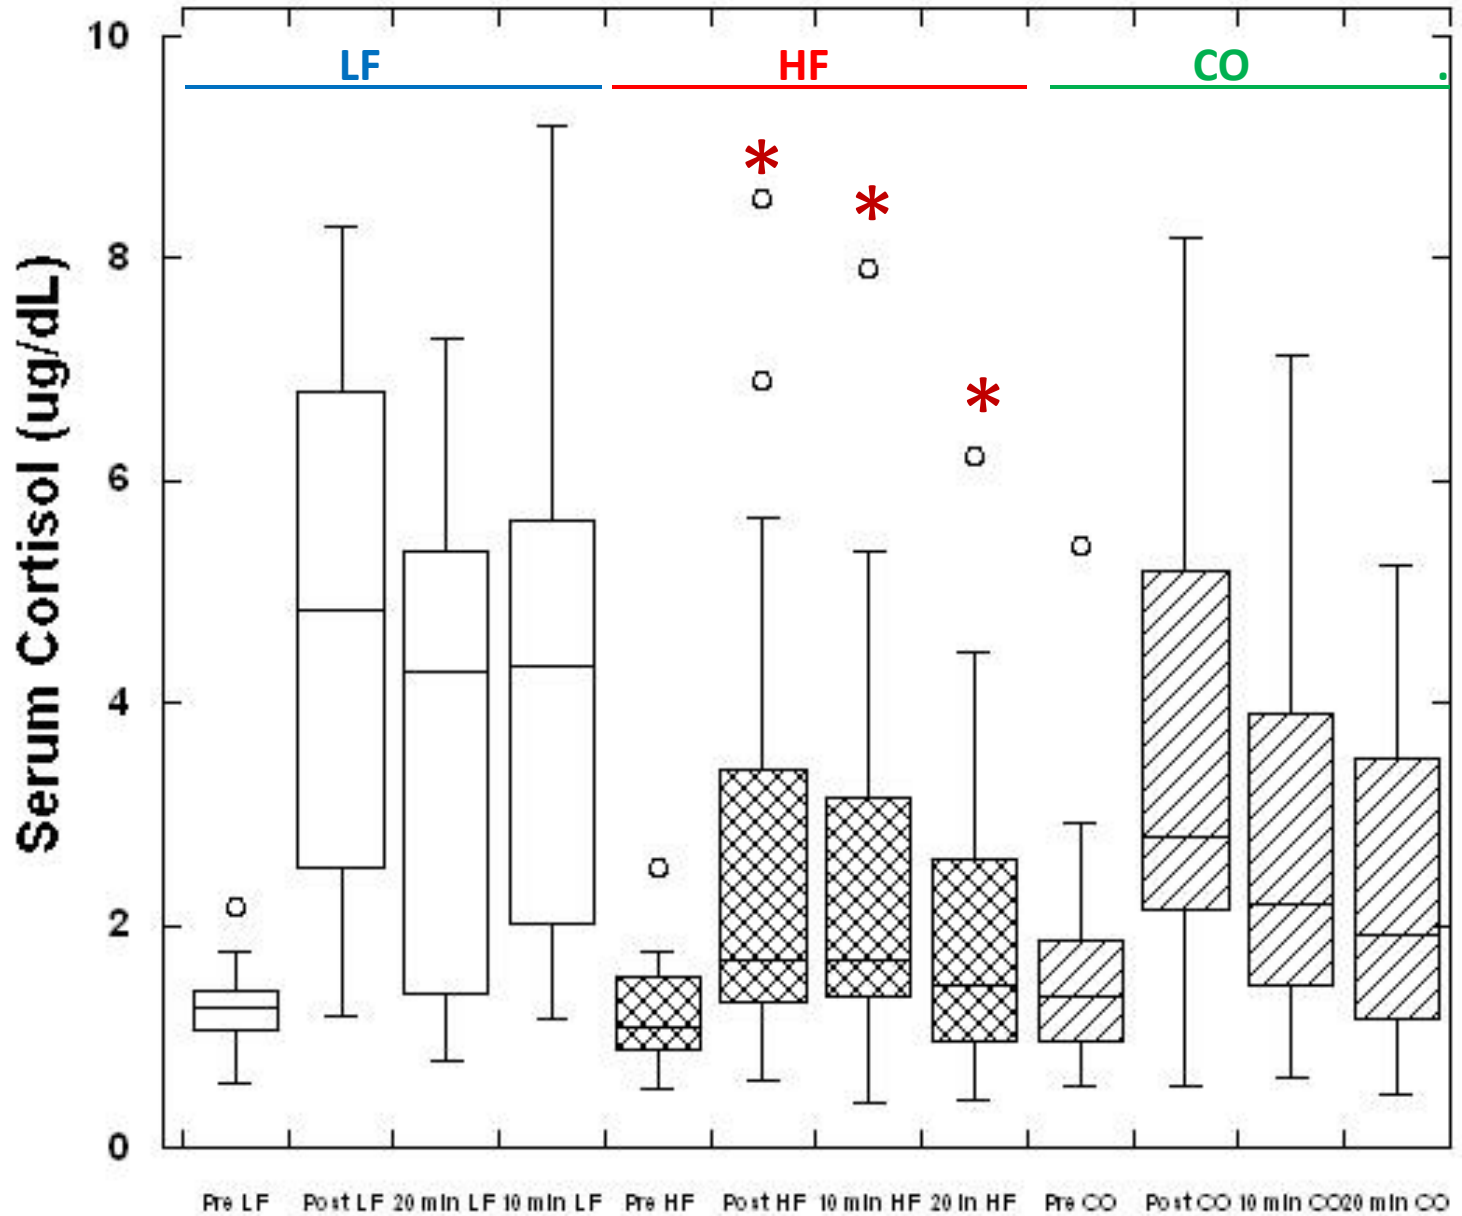 10
LF
HF
CO .
*
*
8
*
6
4
2
0
Serum Cortisol (ug/dL)
Pre LF Post LF 20 min LF 10 min LF Pre HF Post HF 10 min HF 20 in HF Pre CO Post CO 10 min CO 20 min CO